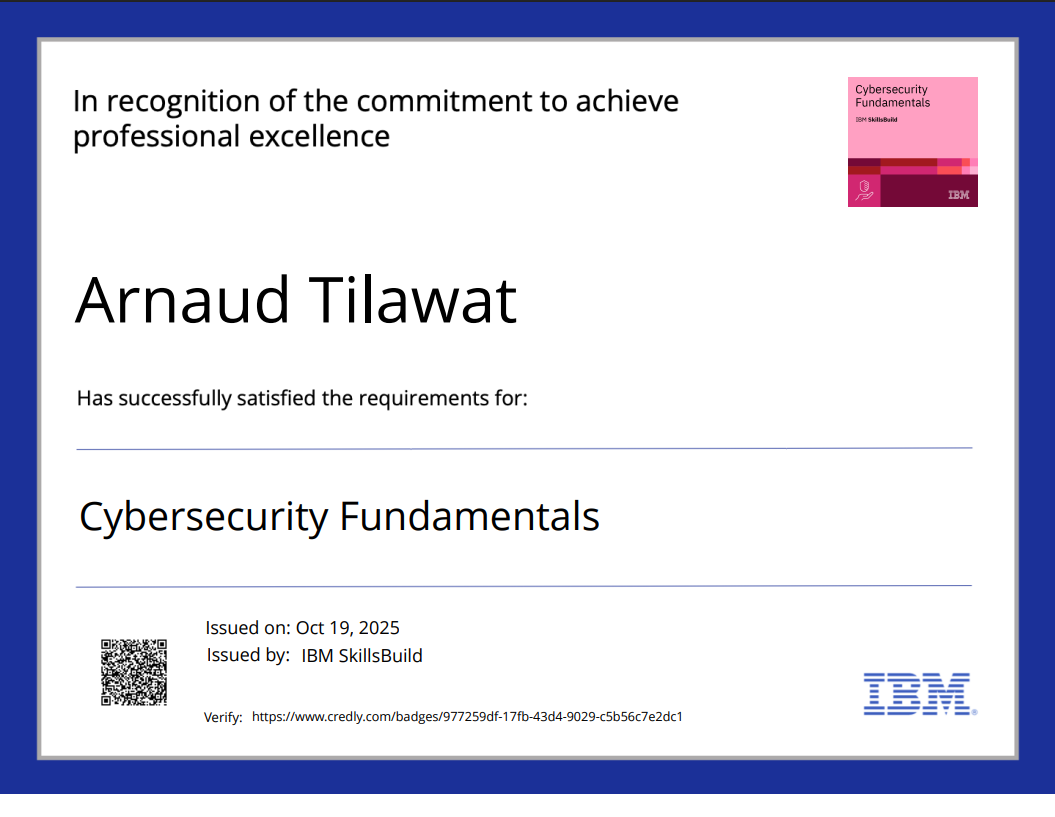 In recognition of the commitment to achieve
professional excellence
Cybersecurity
Fundamentals
IBM SkillsBuild
IBM
Arnaud Tilawat
Has successfully satisfied the requirements for:
Cybersecurity Fundamentals
Issued on: Oct 19, 2025
Issued by: IBM SkillsBuild
IBM®
Verify: https://www.credly.com/badges/977259df-17fb-43d4-9029-c5b56c7e2dc1